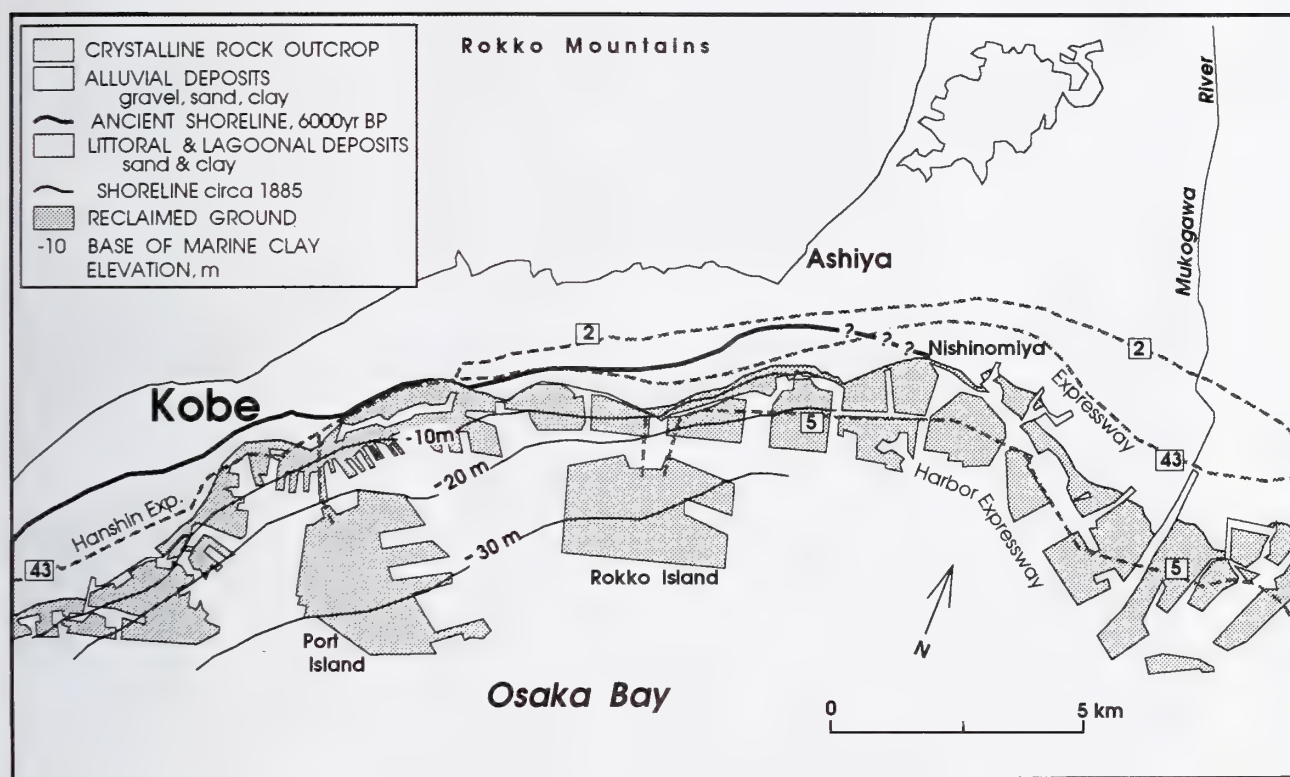 CRYSTALLINE ROCK OUTCROP
ALLUVIAL DEPOSITS
gravel, sand, clay
ANCIENT SHORELINE, 6000yr BP
LITTORAL & LAGOONAL DEPOSITS
sand & clay
SHORELINE circa 1885
RECLAIMED GROUND
-10 BASE OF MARINE CLAY
ELEVATION, m
Rokko Mountains
River
Mukogawa
Ashiya
2
?
?
?
Nishinomiya
2
Kobe
Expressway
5
-10m
43
-20 m
Harbor Expressway
Hanshin Exp.
-30 m
43
Rokko Island
5
Port
Island
N
Osaka Bay
0
5 km